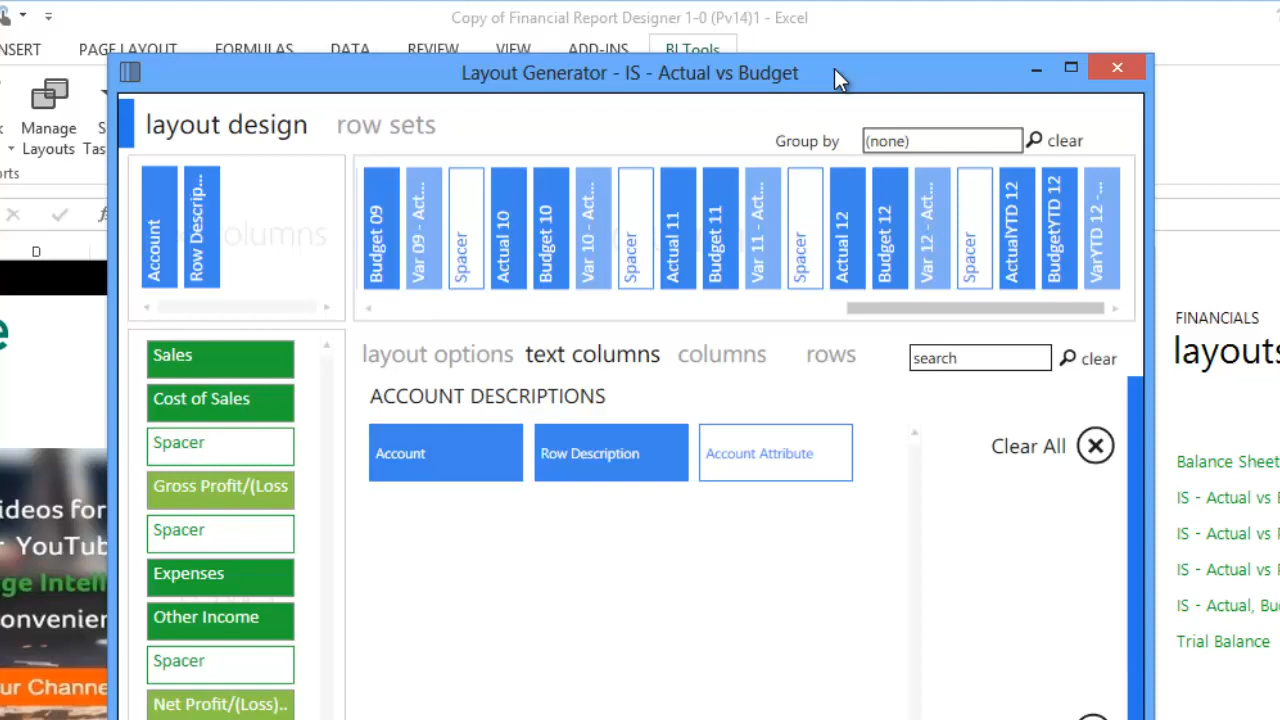 Copy of Financial Report Designer 1-0 (Pv14)1 - Excel
NSERT PAGE LAYOUT FORMULAS DATA REVIEW VIEW ADD-INS BI Tools
Layout Generator - IS - Actual vs Budget
Manage
Layouts
Tas
orts
D
layout design row sets
Group by (none) clear
Account
Row Descrip...
columns
Budget 09
Var 09 - Act...
Spacer
Actual 10
Budget 10
Var 10 - Act...
Spacer
Actual 11
Budget 11
Var 11 - Act...
Spacer
Actual 12
Budget 12
Var 12 - Act...
Spacer
ActualYTD 12
BudgetYTD 12
VarYTD 12 -...
layout options text columns columns rows search clear
ACCOUNT DESCRIPTIONS
Account Row Description Account Attribute
Clear All
Sales
Cost of Sales
Spacer
Gross Profit/(Loss
Spacer
Expenses
Other Income
Spacer
Net Profit/(Loss)..
ideos for
YouTub
ge Intell
onvenien
ur Channe
FINANCIALS
layouts
Balance Sheet
IS - Actual vs
IS - Actual vs
IS - Actual vs
IS - Actual, Bu
Trial Balance